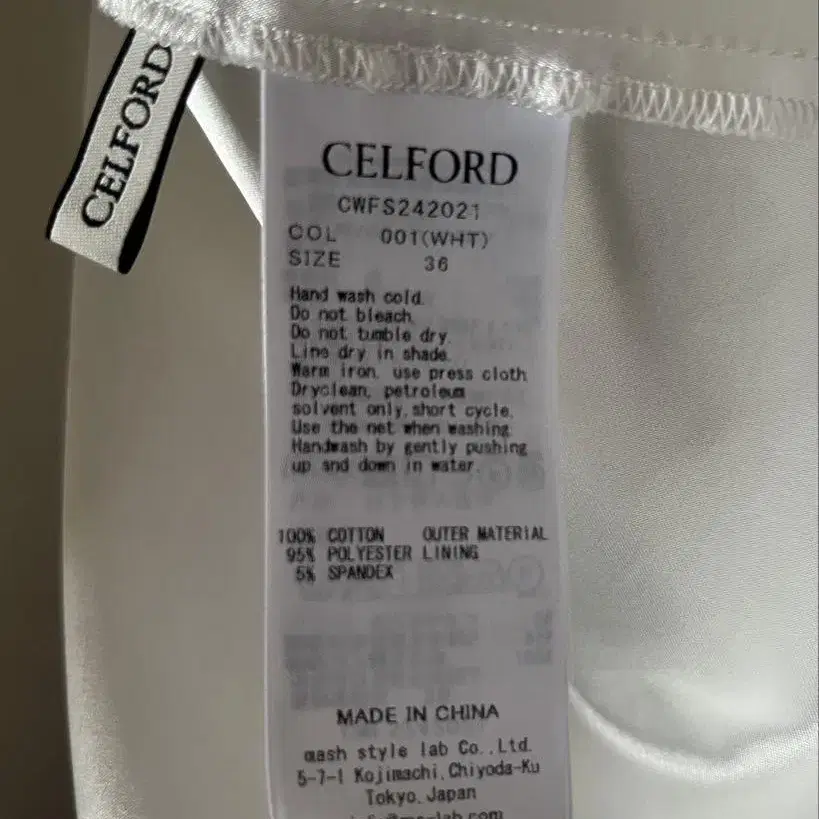 CELFORD
CELFORD
CWFS242021
COL 001(WHT)
SIZE 36
Hand wash cold.
Do not bleach.
Do not tumble dry.
Line dry in shade.
Warm iron, use press cloth
Dryclean, petroleum
solvent only, short cycle.
Use the net when washing
Handwash by gently pushing
up and down in water.
100% COTTON OUTER MATERIAL
95% POLYESTER LINING
5% SPANDEX
MADE IN CHINA
mash style lab Co.,Ltd.
5-7-1 Kojimachi,Chiyoda-Ku
Tokyo,Japan